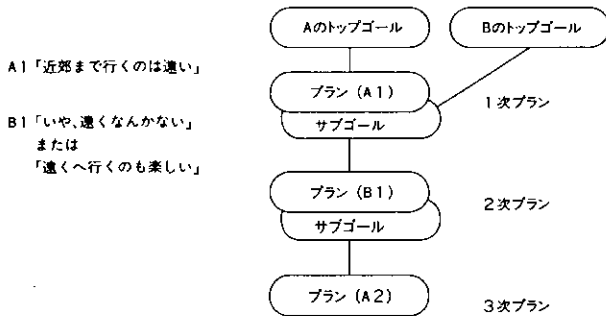 Aのトップゴール
Bのトップゴール
A1「近郊まで行くのは遠い」
プラン(A1)
1次プラン
サブゴール
B1「いや、遠くなんかない」
または
「遠くへ行くのも楽しい」
プラン(B1)
2次プラン
サブゴール
プラン(A2)
3次プラン